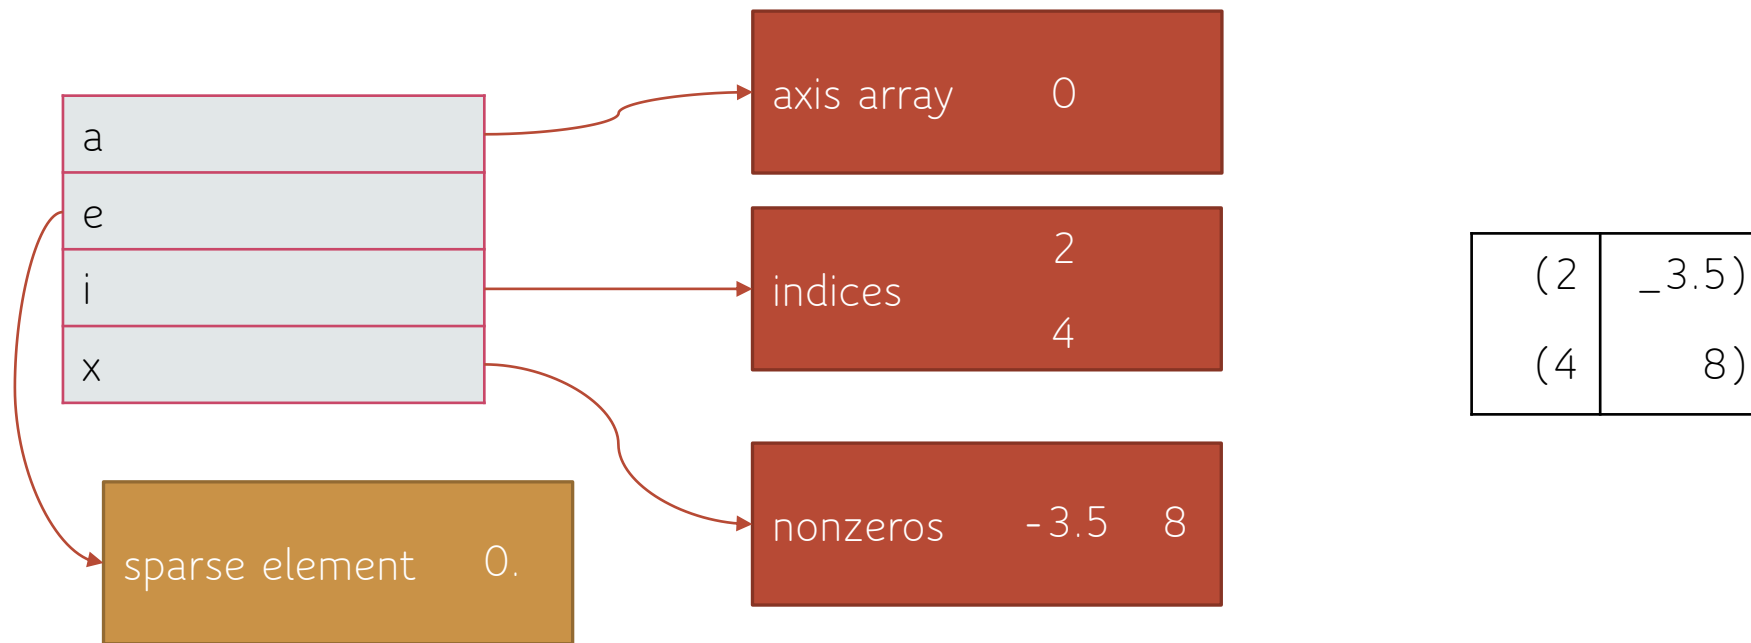 a
e
i
x
sparse element 0.
axis array 0
indices
2
4
nonzeros -3.5 8
(2 _3.5)
(4 8)